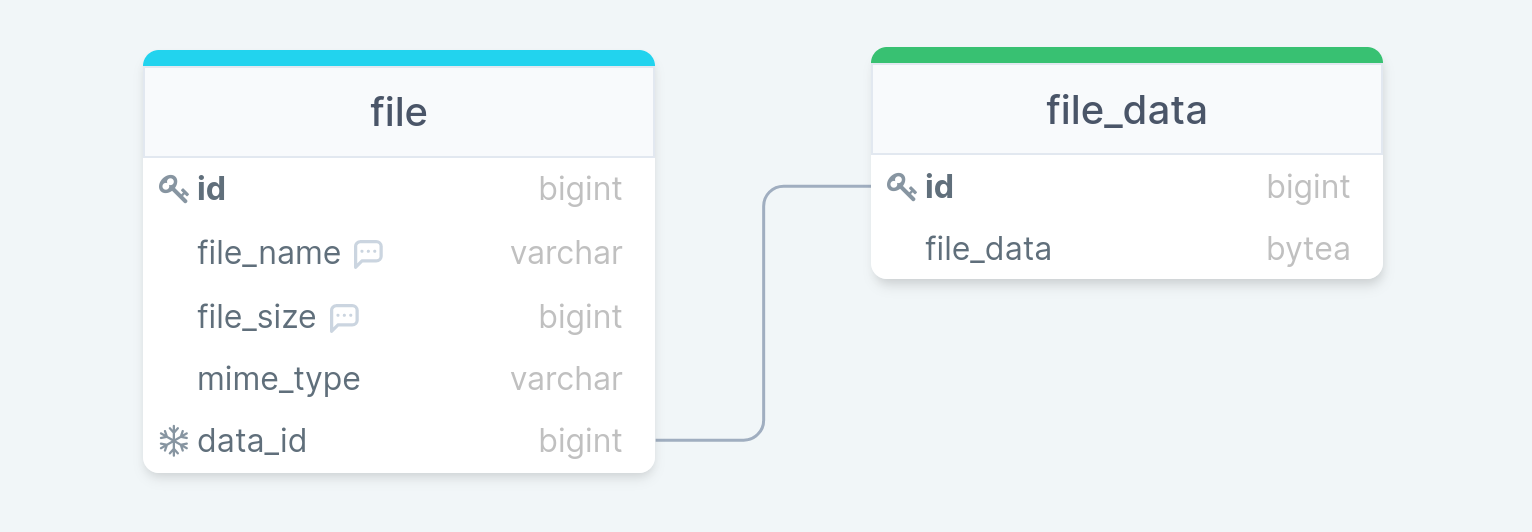 file
id bigint
file_name varchar
file_size bigint
mime_type varchar
data_id bigint
file_data
id bigint
file_data bytea